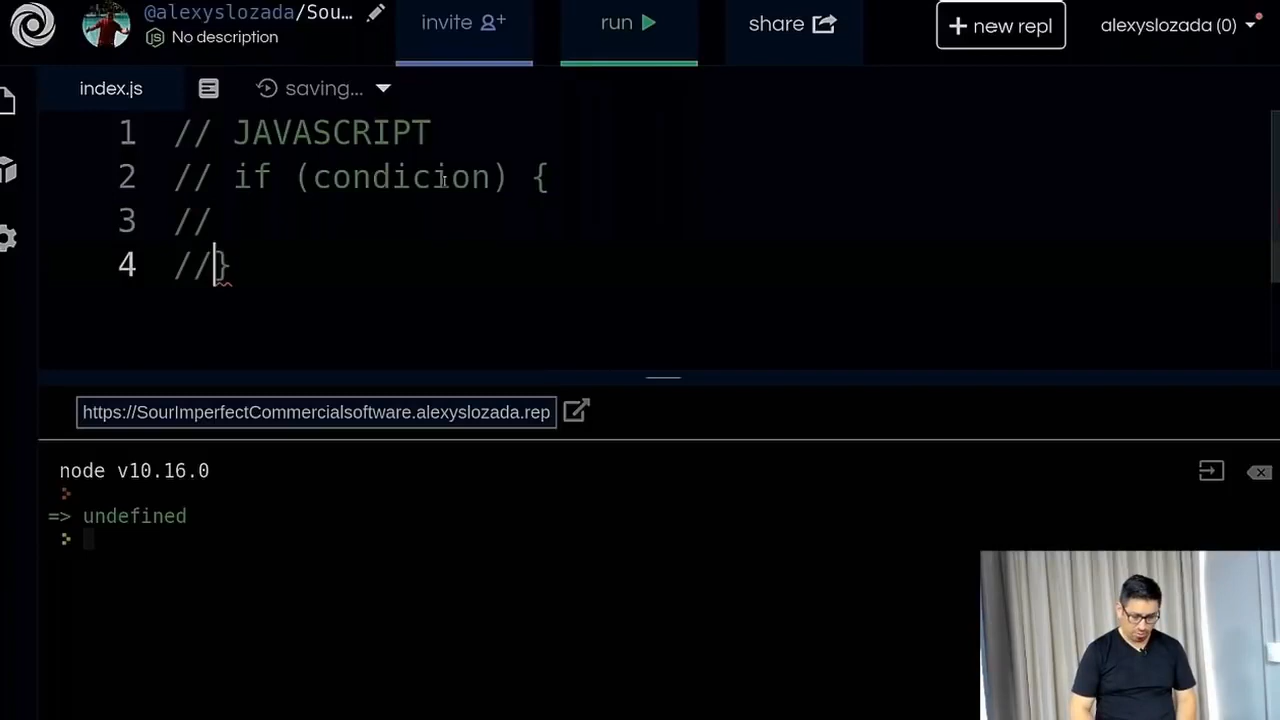 @alexyslozada/Sou...
No description
invite
run
share
+ new repl
alexyslozada (0)
index.js
saving...
1 // JAVASCRIPT
2 // if (condicion) {
3 //
4 //}
https://SourImperfectCommercialsoftware.alexyslozada.rep
node v10.16.0
=> undefined